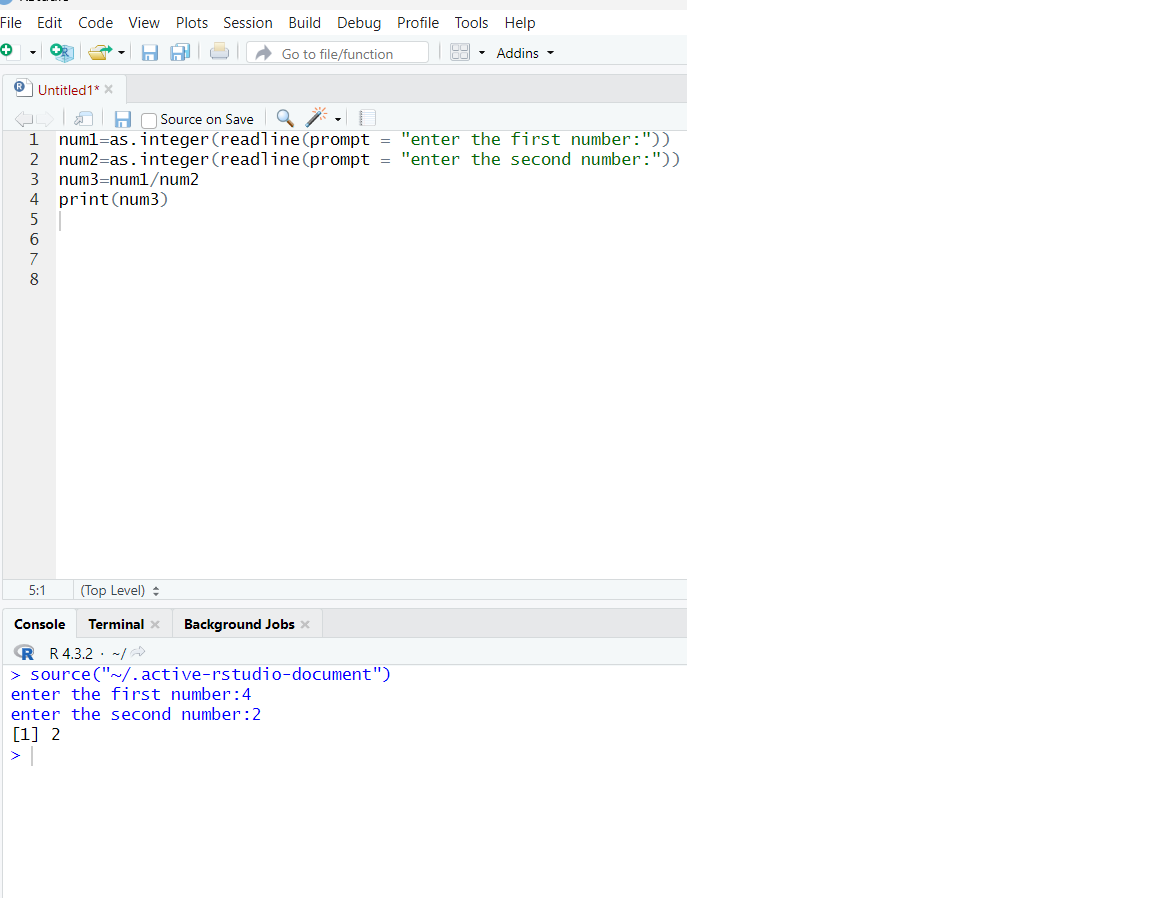 File Edit Code View Plots Session Build Debug Profile Tools Help
Go to file/function Addins
Untitled1*
Source on Save
1 num1=as.integer(readline(prompt = "enter the first number:"))
2 num2=as.integer(readline(prompt = "enter the second number:"))
3 num3=num1/num2
4 print(num3)
5
6
7
8
5:1 (Top Level)
Console Terminal Background Jobs
R 4.3.2 · ~/
> source("~/.active-rstudio-document")
enter the first number:4
enter the second number:2
[1] 2
>